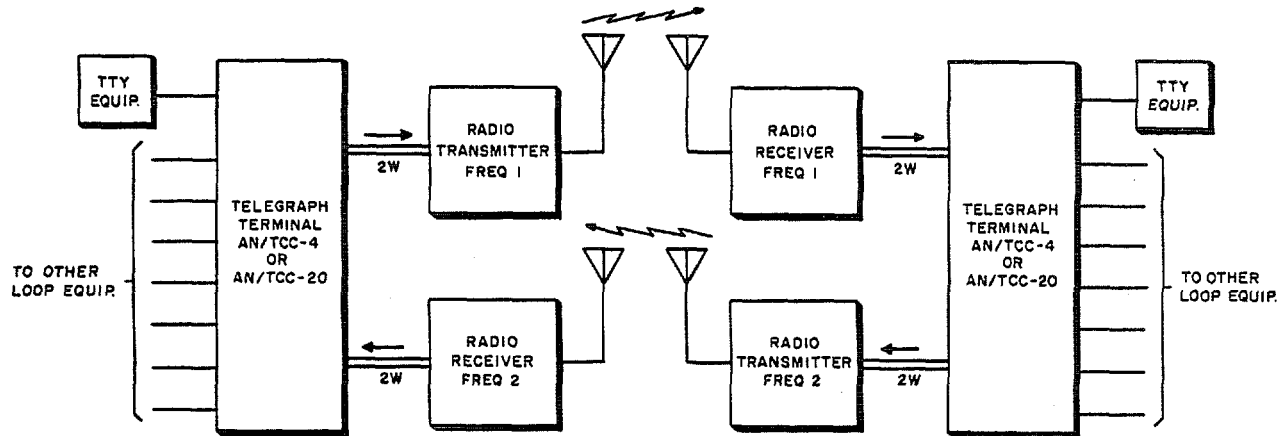 TTY
EQUIP.
TELEGRAPH
TERMINAL
AN/TCC-4
OR
AN/TCC-20
TO OTHER
LOOP EQUIP.
2W
RADIO
TRANSMITTER
FREQ 1
RADIO
RECEIVER
FREQ 1
2W
2W
RADIO
RECEIVER
FREQ 2
RADIO
TRANSMITTER
FREQ 2
2W
TELEGRAPH
TERMINAL
AN/TCC-4
OR
AN/TCC-20
TTY
EQUIP.
TO OTHER
LOOP EQUIP.